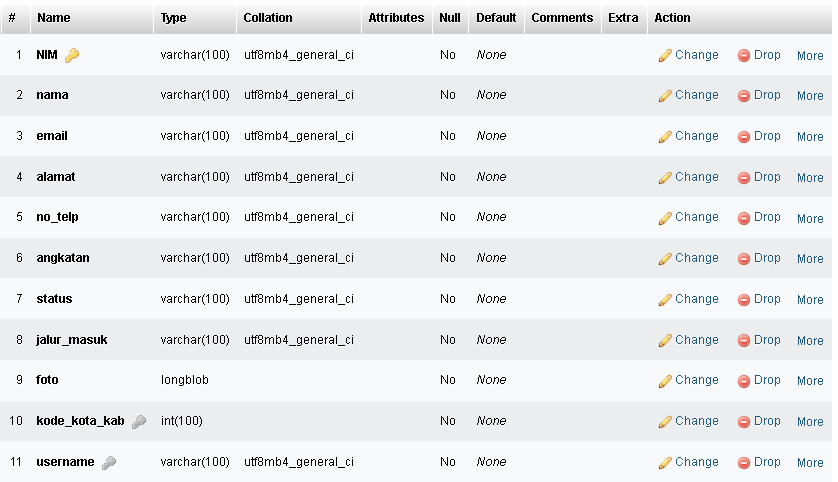 # Name Type Collation Attributes Null Default Comments Extra Action
1 NIM varchar(100) utf8mb4_general_ci No None Change Drop More
2 nama varchar(100) utf8mb4_general_ci No None Change Drop More
3 email varchar(100) utf8mb4_general_ci No None Change Drop More
4 alamat varchar(100) utf8mb4_general_ci No None Change Drop More
5 no_telp varchar(100) utf8mb4_general_ci No None Change Drop More
6 angkatan varchar(100) utf8mb4_general_ci No None Change Drop More
7 status varchar(100) utf8mb4_general_ci No None Change Drop More
8 jalur_masuk varchar(100) utf8mb4_general_ci No None Change Drop More
9 foto longblob No None Change Drop More
10 kode_kota_kab int(100) No None Change Drop More
11 username varchar(100) utf8mb4_general_ci No None Change Drop More